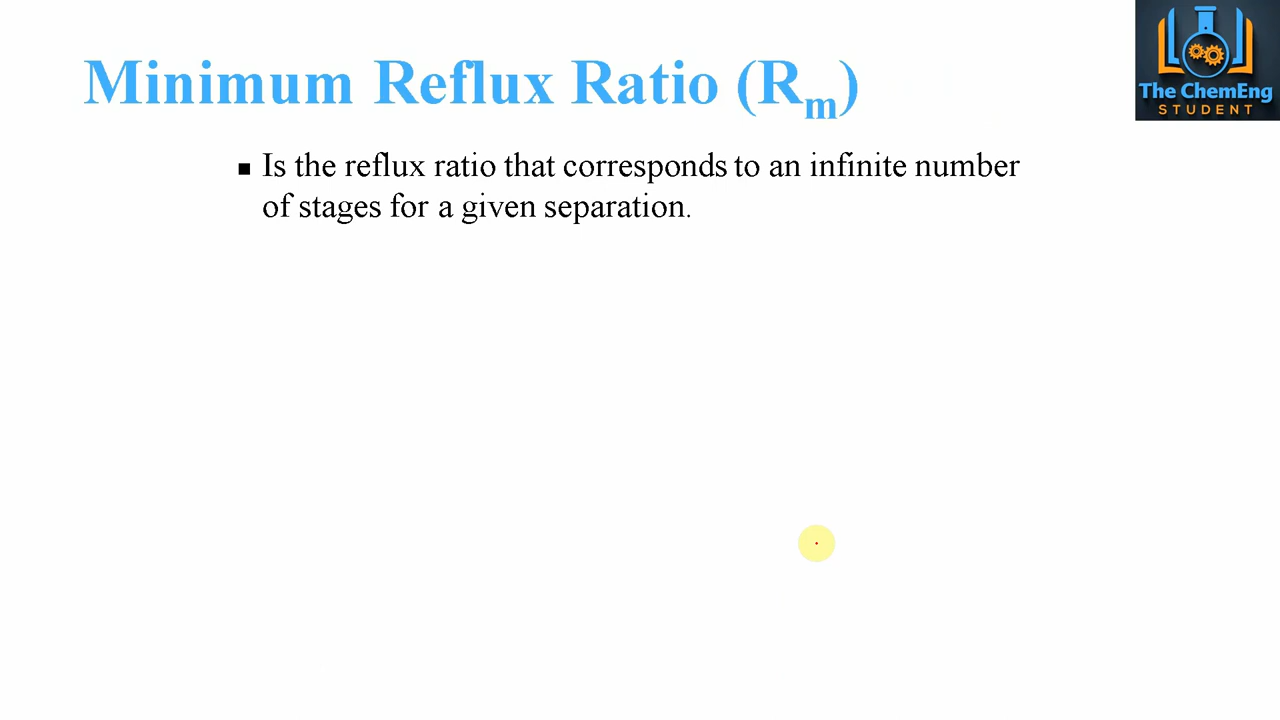 Minimum Reflux Ratio (Rₘ)
The ChemEng
STUDENT
▪ Is the reflux ratio that corresponds to an infinite number
of stages for a given separation.